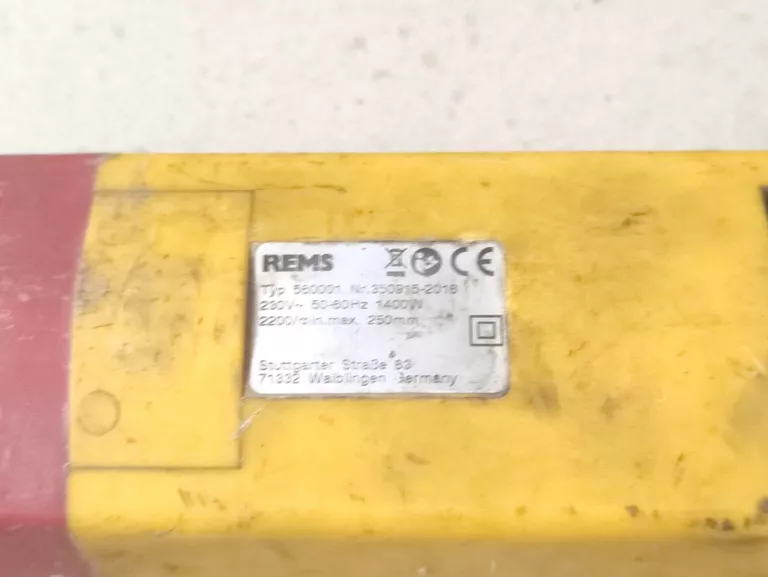 REMS CE
Typ 560001 Nr.350915-2016
230V~ 50-60Hz 1400W
2200/min.max. 250mm
Stuttgarter Straße 83
71332 Waiblingen Germany